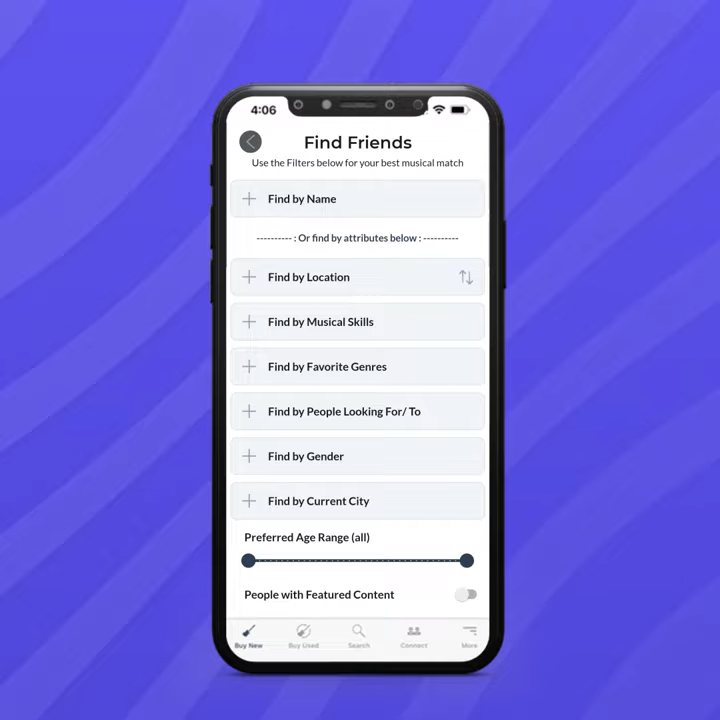 4:06
Find Friends
Use the Filters below for your best musical match
Find by Name
---------- : Or find by attributes below : ----------
Find by Location
Find by Musical Skills
Find by Favorite Genres
Find by People Looking For/ To
Find by Gender
Find by Current City
Preferred Age Range (all)
People with Featured Content
Buy New Buy Used Search Connect More